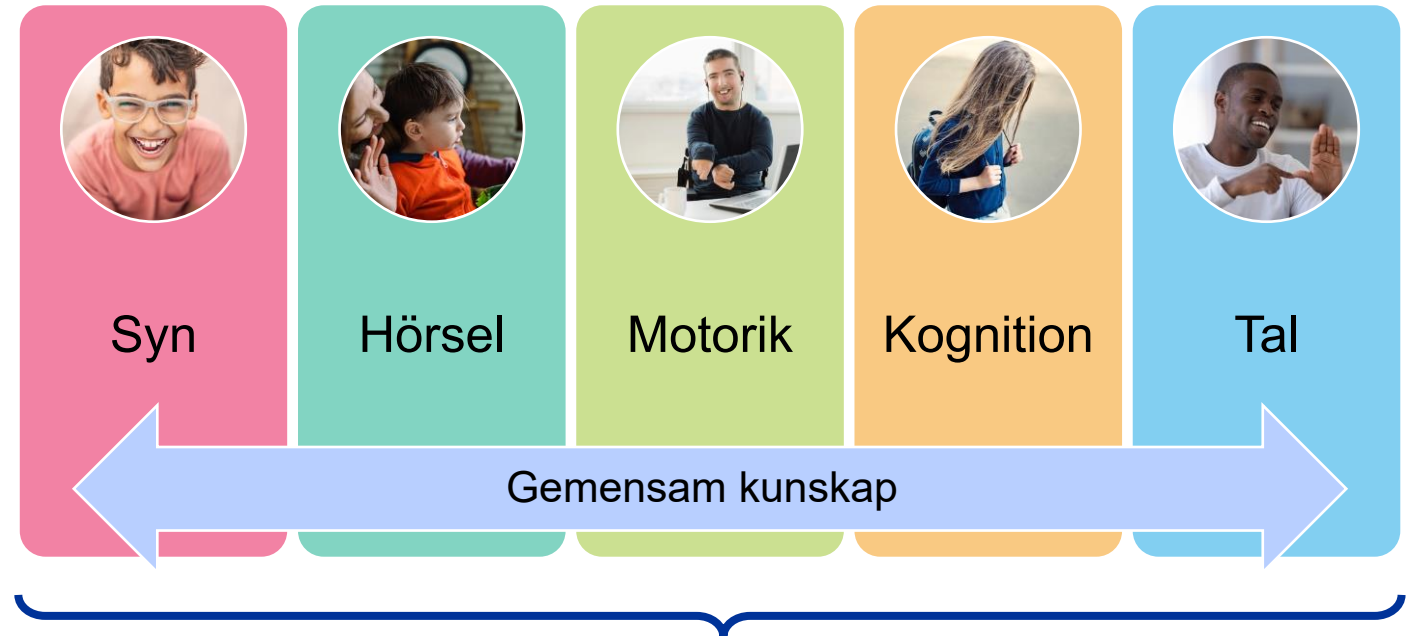 Syn
Hörsel
Motorik
Kognition
Tal
Gemensam kunskap